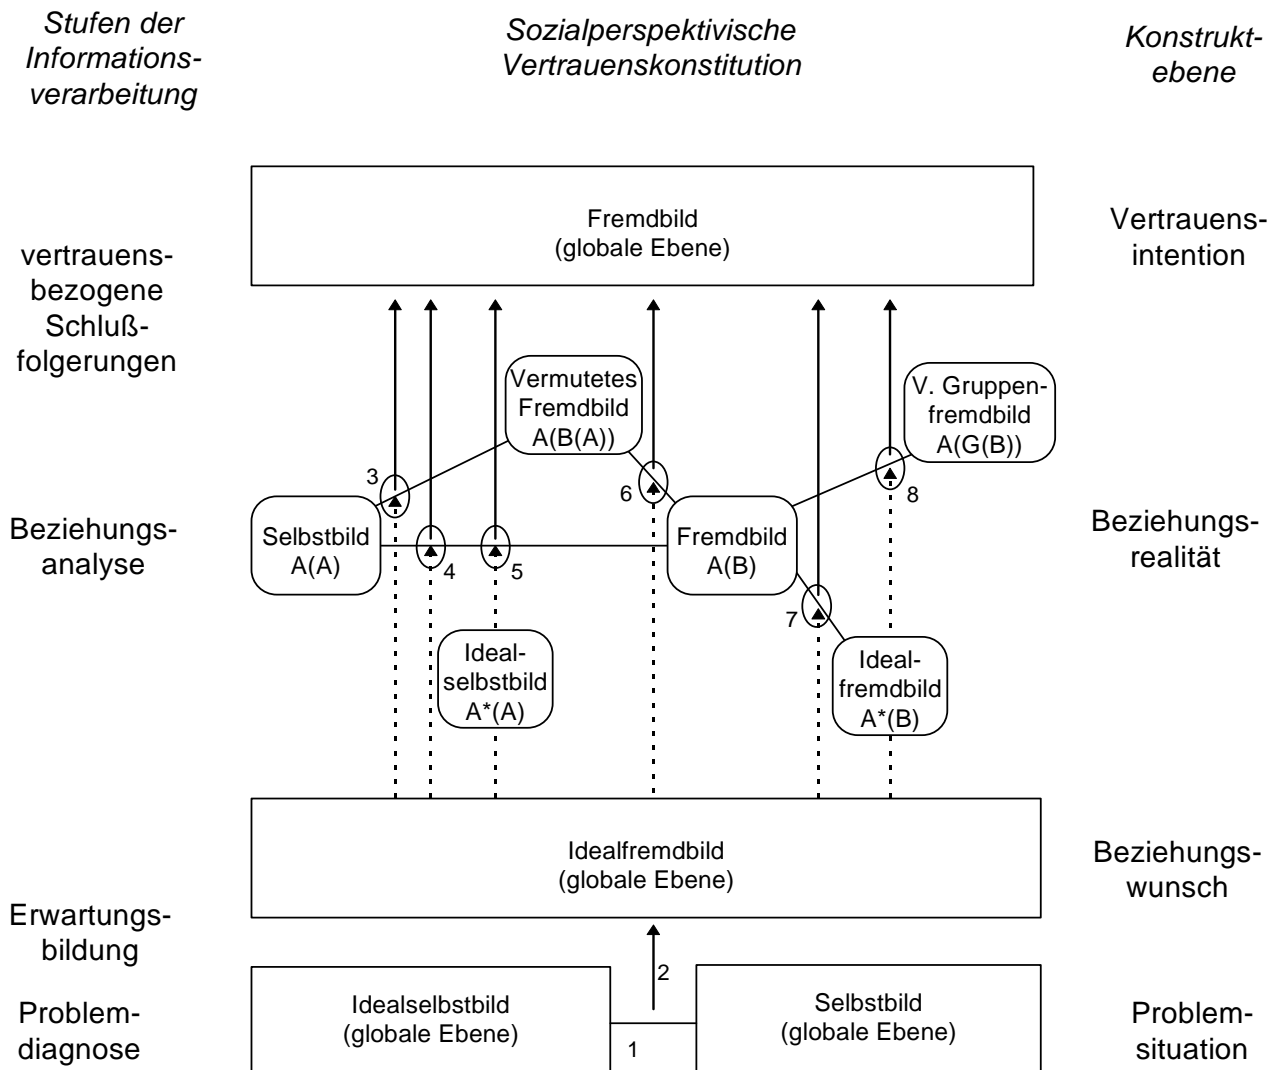 Stufen der
Informations-
verarbeitung
Sozialperspektivische
Vertrauenskonstitution
Konstrukt-
ebene
Fremdbild
(globale Ebene)
Vertrauens-
intention
vertrauens-
bezogene
Schluß-
folgerungen
Vermutetes
Fremdbild
A(B(A))
V. Gruppen-
fremdbild
A(G(B))
3
6
8
Beziehungs-
analyse
Selbstbild
A(A)
4
5
Fremdbild
A(B)
Beziehungs-
realität
7
Ideal-
selbstbild
A*(A)
Ideal-
fremdbild
A*(B)
Idealfremdbild
(globale Ebene)
Beziehungs-
wunsch
Erwartungs-
bildung
2
Problem-
diagnose
Idealselbstbild
(globale Ebene)
1
Selbstbild
(globale Ebene)
Problem-
situation